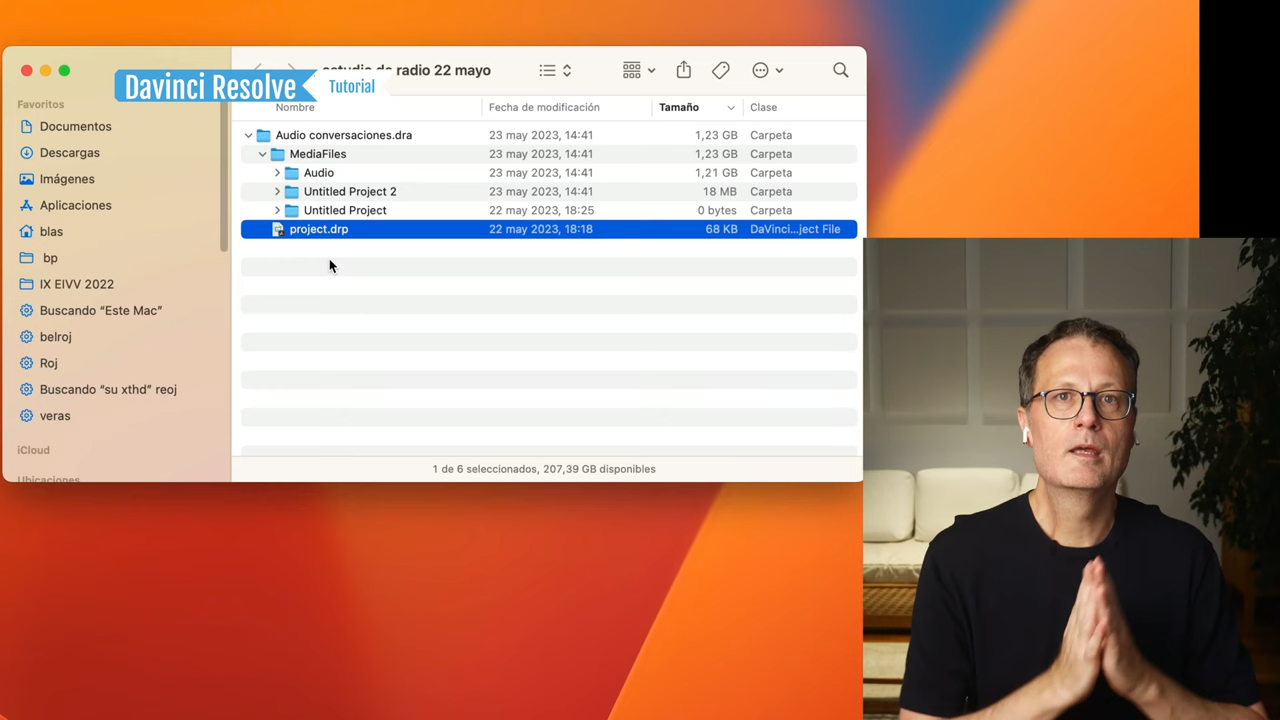 Davinci Resolve
Tutorial
radio 22 mayo
Favoritos
Documentos
Descargas
Imágenes
Aplicaciones
blas
bp
IX EIVV 2022
Buscando “Este Mac”
belroj
Roj
Buscando “su xthd” reoj
veras
iCloud
Ubicaciones
Nombre Fecha de modificación Tamaño Clase
Audio conversaciones.dra 23 may 2023, 14:41 1,23 GB Carpeta
MediaFiles 23 may 2023, 14:41 1,23 GB Carpeta
Audio 23 may 2023, 14:41 1,21 GB Carpeta
Untitled Project 2 23 may 2023, 14:41 18 MB Carpeta
Untitled Project 22 may 2023, 18:25 0 bytes Carpeta
project.drp 22 may 2023, 18:18 68 KB DaVinci...ject File
1 de 6 seleccionados, 207,39 GB disponibles